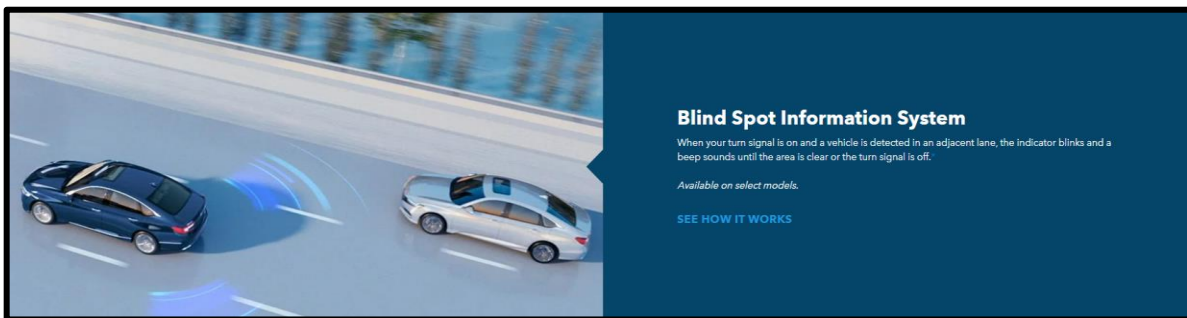 Blind Spot Information System
When your turn signal is on and a vehicle is detected in an adjacent lane, the indicator blinks and a
beep sounds until the area is clear or the turn signal is off.
Available on select models.
SEE HOW IT WORKS